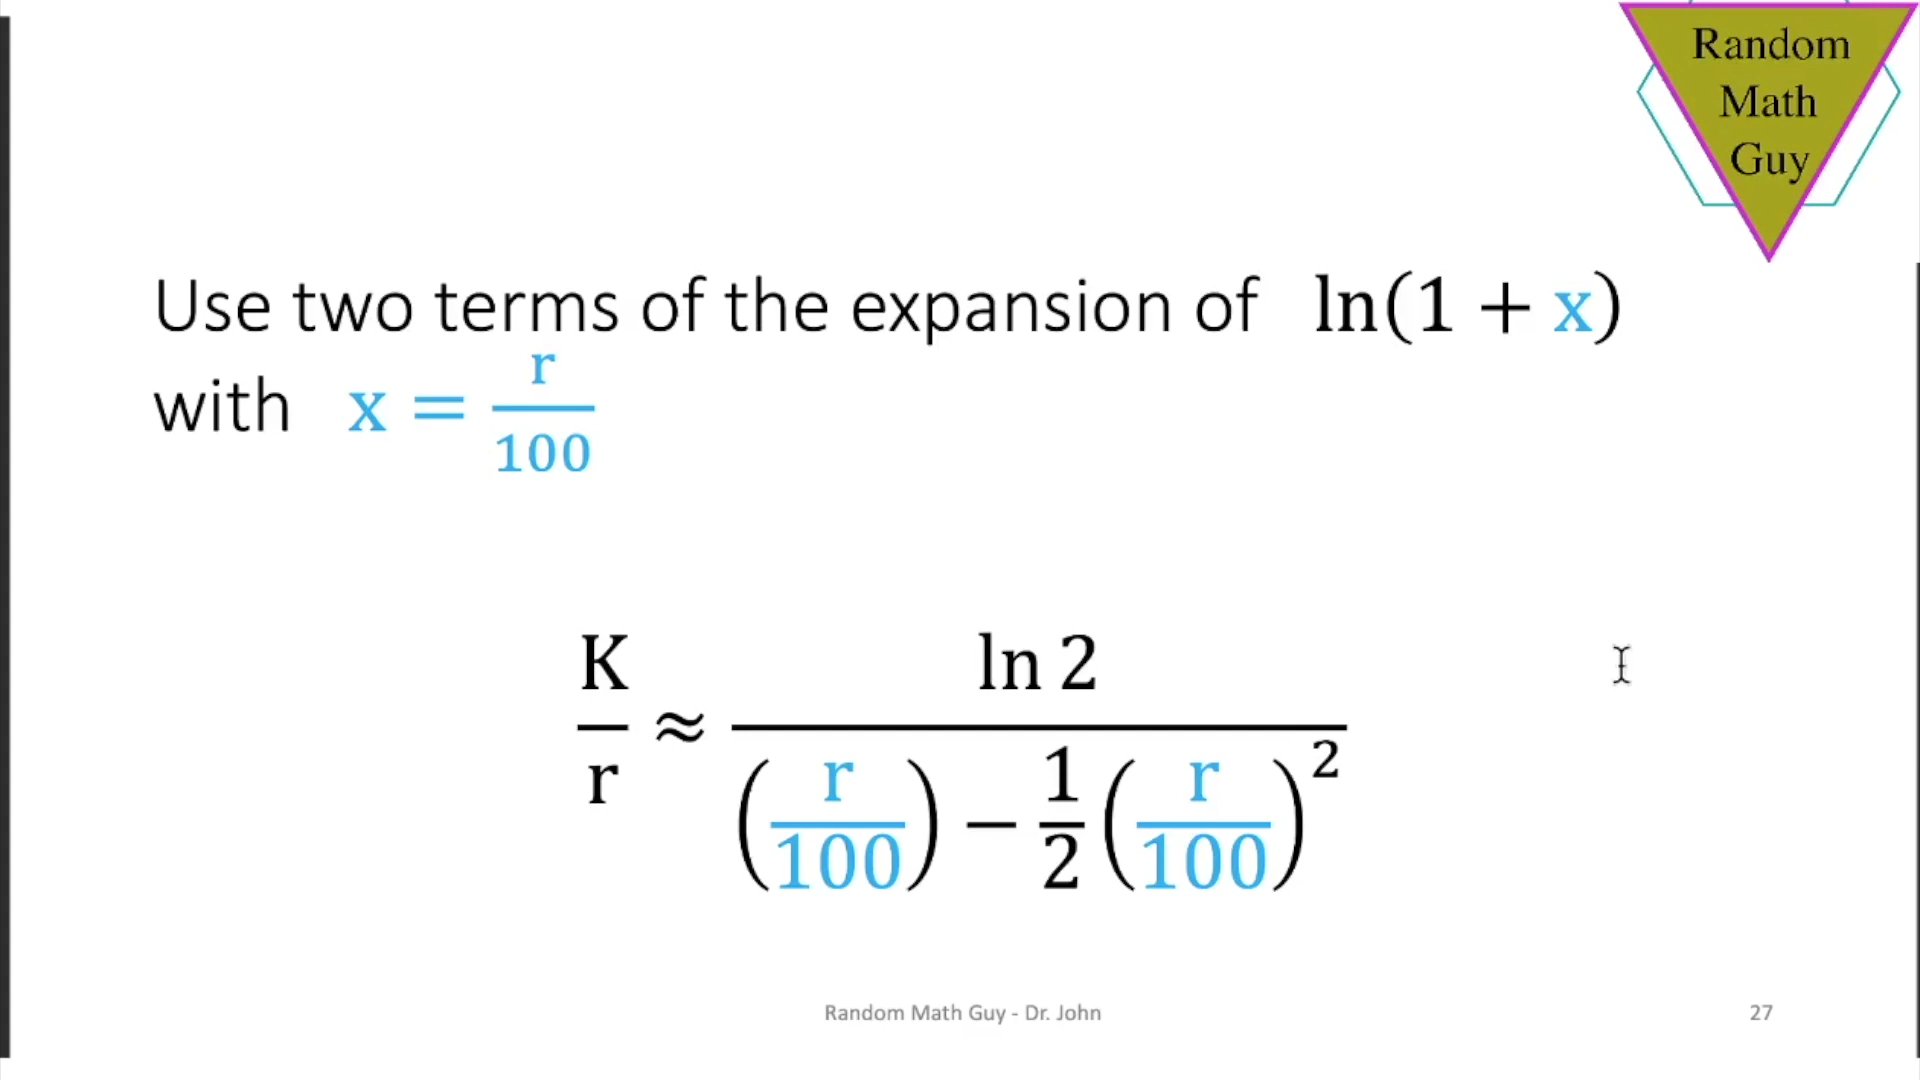 Random
Math
Guy
Use two terms of the expansion of ln(1 + x)
with x = r/100
K/r ≈ ln 2 / ((r/100) − 1/2 (r/100)²)
Random Math Guy - Dr. John
27